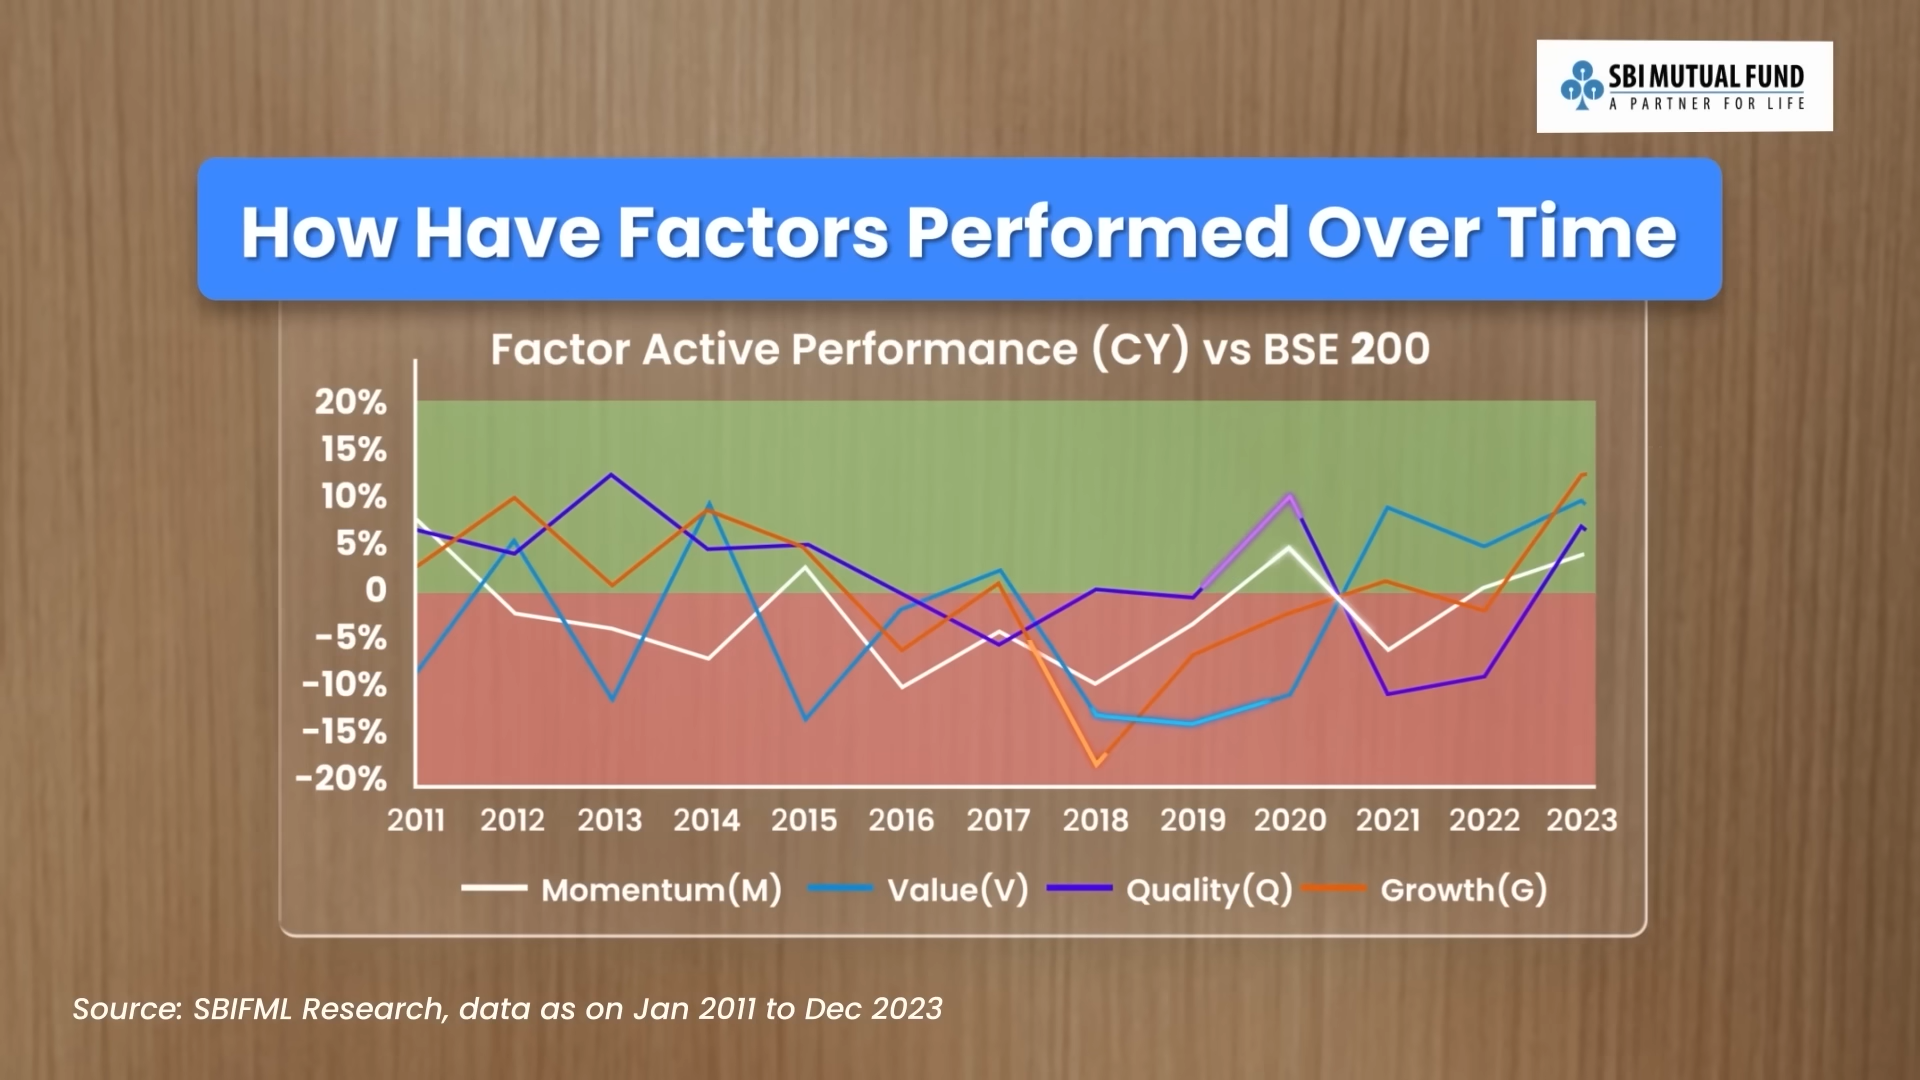 SBI MUTUAL FUND
A PARTNER FOR LIFE
How Have Factors Performed Over Time
Factor Active Performance (CY) vs BSE 200
20%
15%
10%
5%
0
-5%
-10%
-15%
-20%
2011 2012 2013 2014 2015 2016 2017 2018 2019 2020 2021 2022 2023
Momentum(M) Value(V) Quality(Q) Growth(G)
Source: SBIFML Research, data as on Jan 2011 to Dec 2023